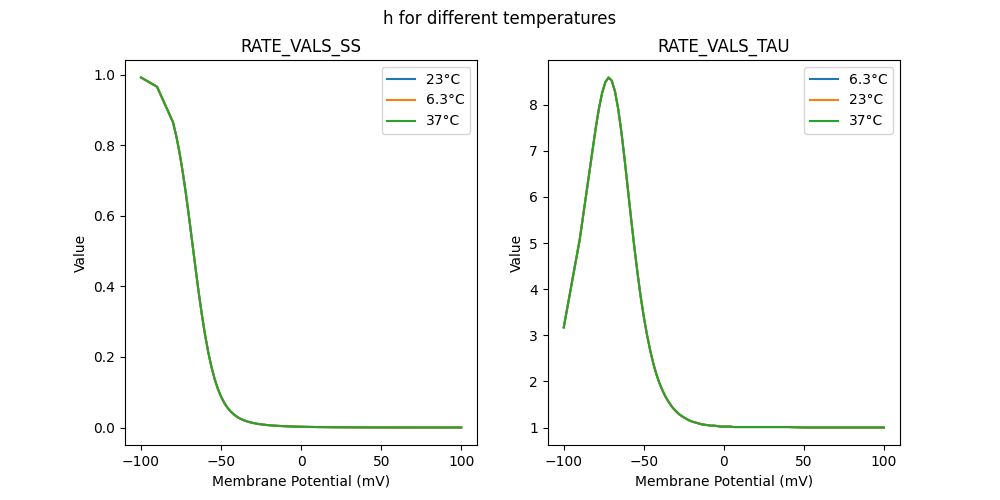 h for different temperatures
RATE_VALS_SS
1.0
0.8
0.6
0.4
0.2
0.0
Value
−100
−50
0
50
100
Membrane Potential (mV)
23°C
6.3°C
37°C
RATE_VALS_TAU
8
7
6
5
4
3
2
1
Value
−100
−50
0
50
100
Membrane Potential (mV)
6.3°C
23°C
37°C